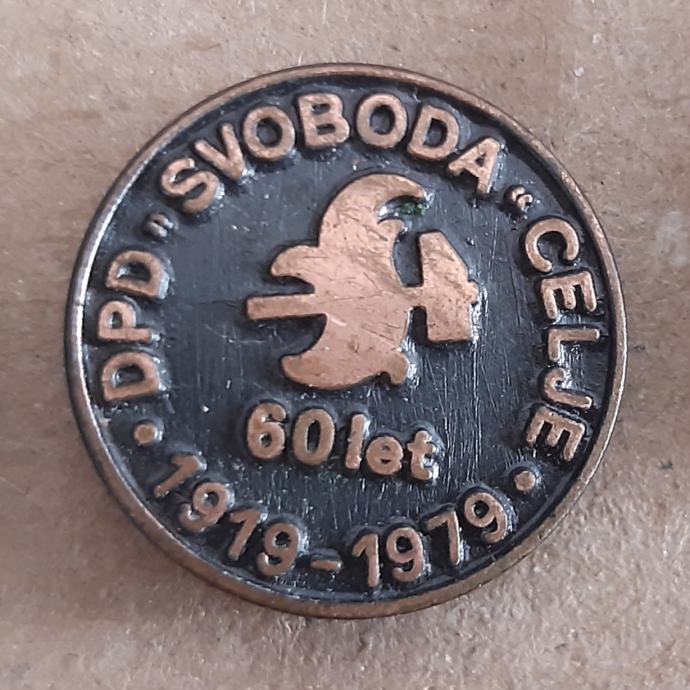 DPD „SVOBODA“ CELJE
60 let
• 1919-1979 •